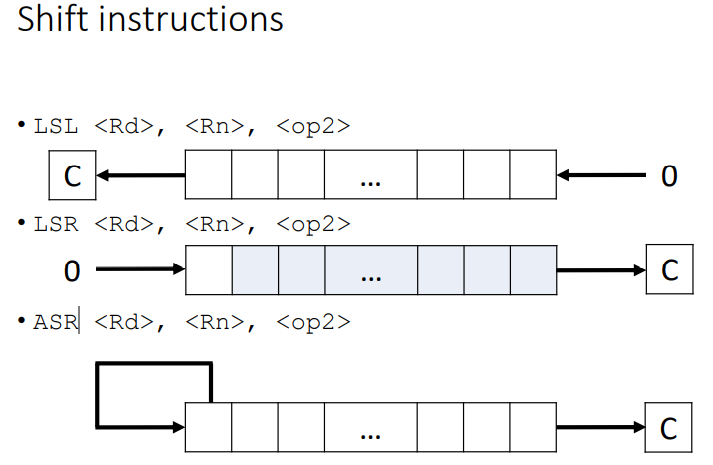 Shift instructions
• LSL <Rd>, <Rn>, <op2>
C ... 0
• LSR <Rd>, <Rn>, <op2>
0 ... C
• ASR <Rd>, <Rn>, <op2>
... C